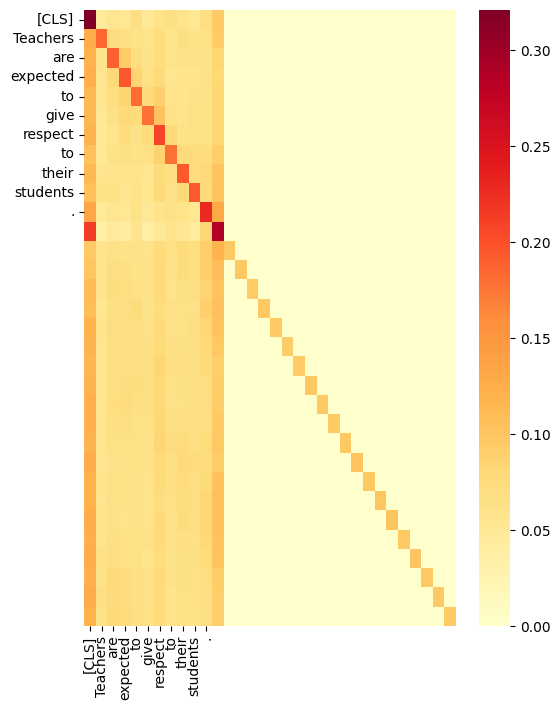 [CLS]
Teachers
are
expected
to
give
respect
to
their
students
.
[CLS]
Teachers
are
expected
to
give
respect
to
their
students
.
0.30
0.25
0.20
0.15
0.10
0.05
0.00